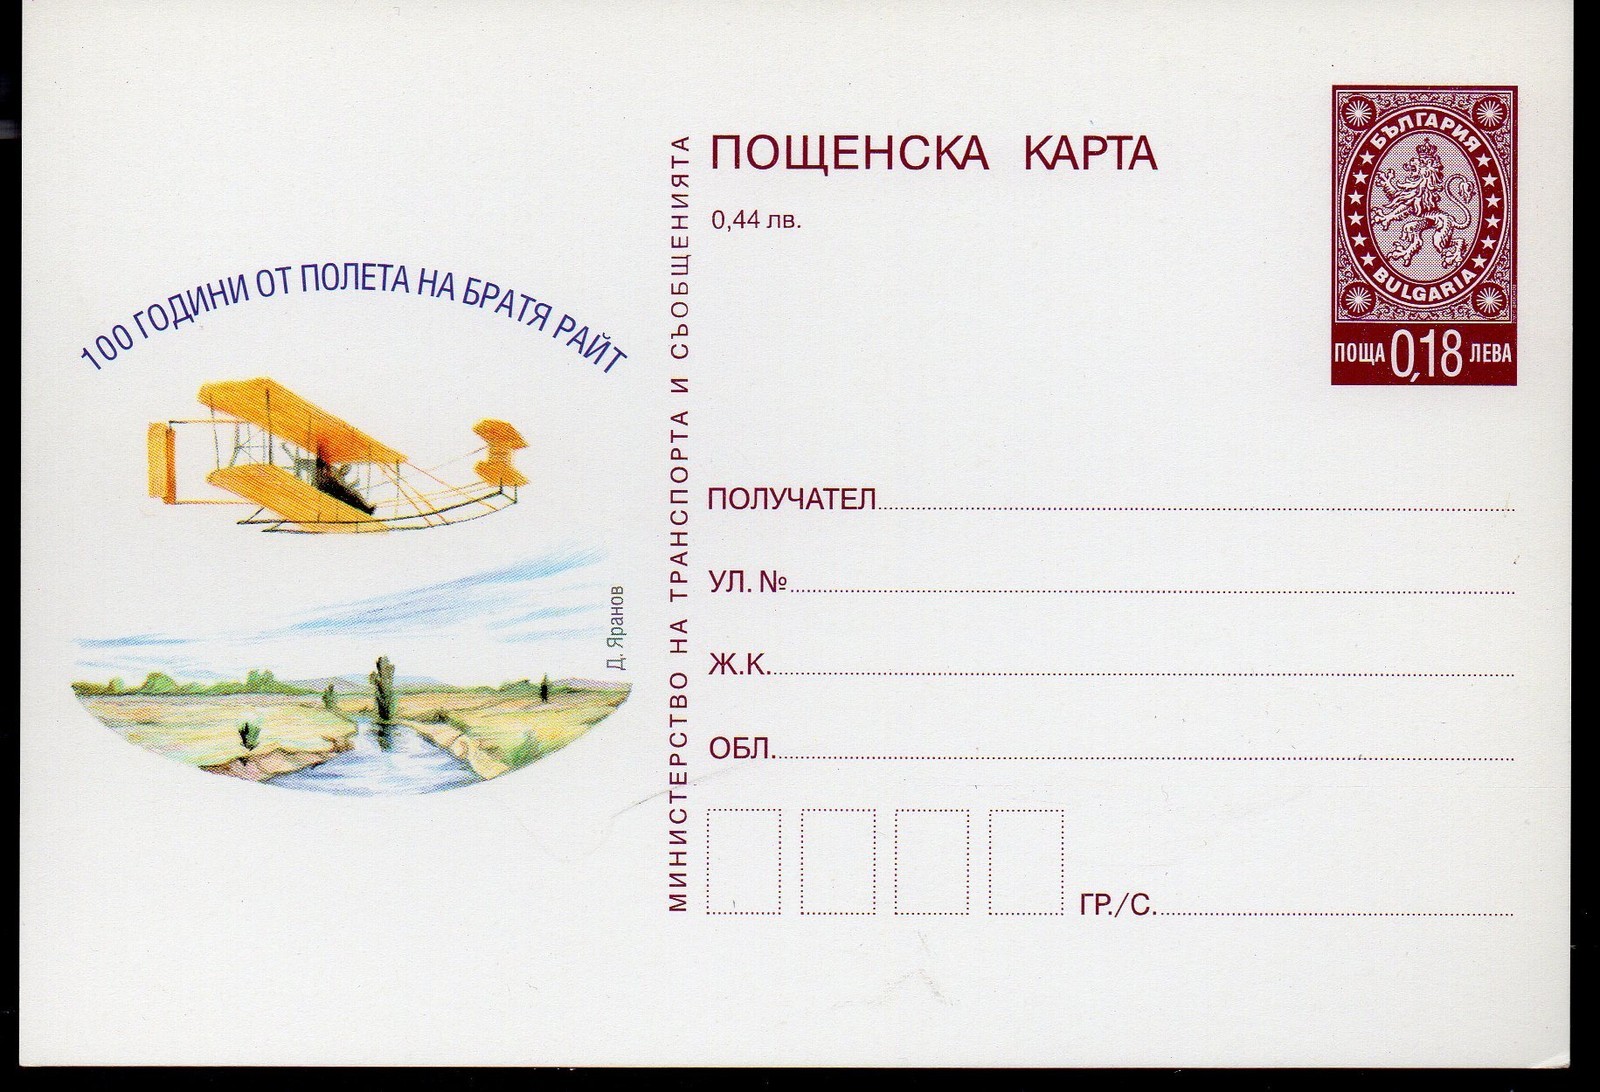 100 ГОДИНИ ОТ ПОЛЕТА НА БРАТЯ РАЙТ
Д. Яранов
МИНИСТЕРСТВО НА ТРАНСПОРТА И СЪОБЩЕНИЯТА
ПОЩЕНСКА КАРТА
0,44 лв.
БЪЛГАРИЯ
BULGARIA
ПОЩА 0,18 ЛЕВА
ПОЛУЧАТЕЛ
УЛ. №
Ж.К.
ОБЛ.
ГР./С.